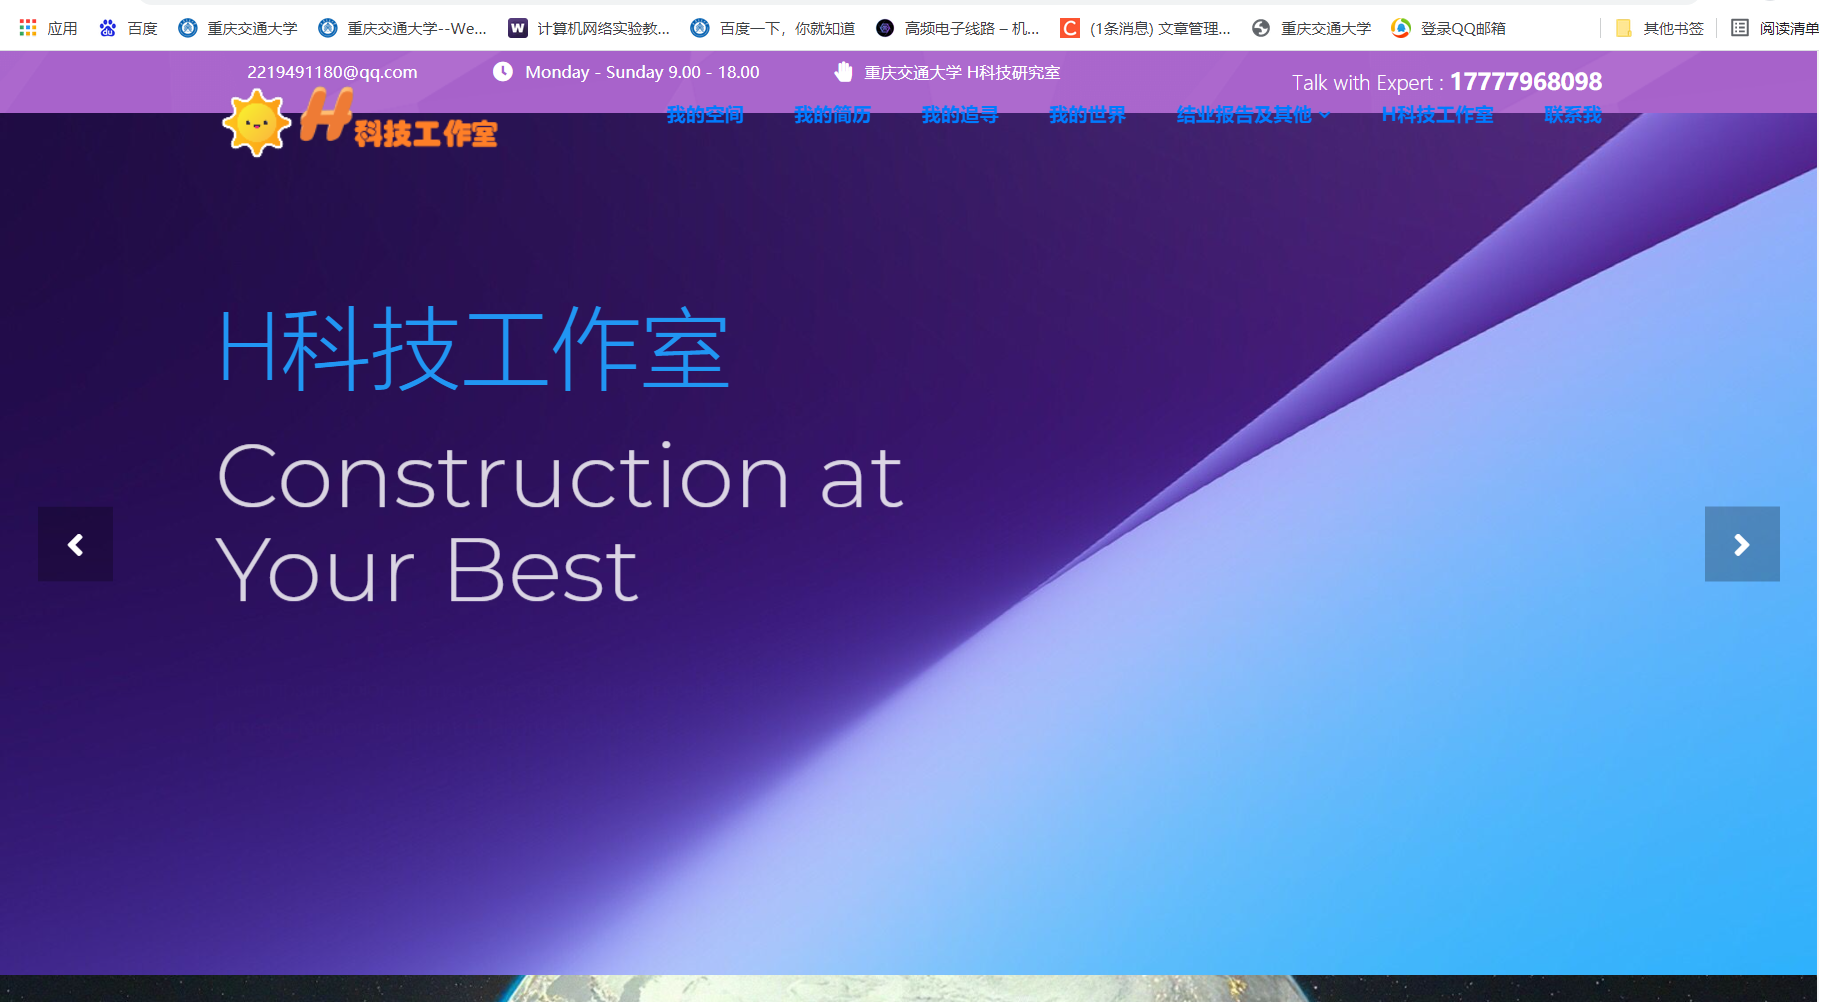 应用 百度 重庆交通大学 重庆交通大学--We... W 计算机网络实验教... 百度一下，你就知道 高频电子线路 – 机... C (1条消息) 文章管理... 重庆交通大学 登录QQ邮箱 其他书签 阅读清单
2219491180@qq.com Monday - Sunday 9.00 - 18.00 重庆交通大学 H科技研究室 Talk with Expert : 17777968098
H科技工作室 我的空间 我的简历 我的追寻 我的世界 结业报告及其他 H科技工作室 联系我
H科技工作室
Construction at
Your Best